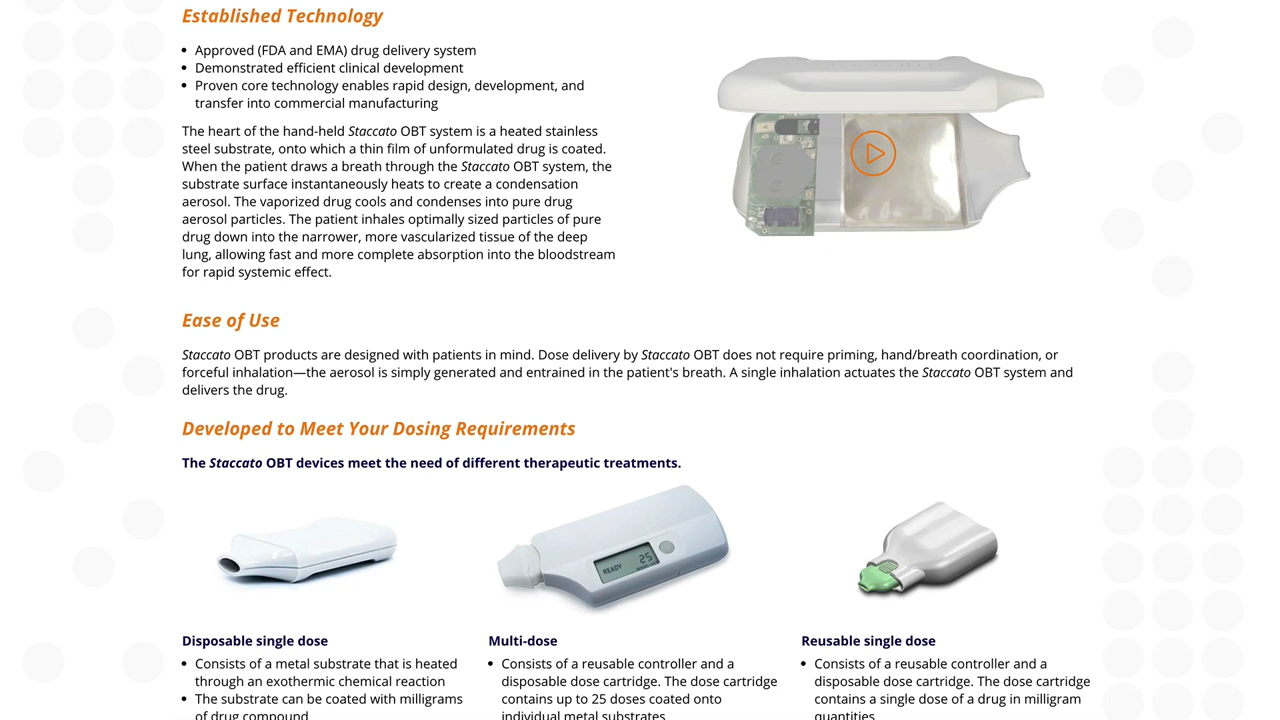 Established Technology
• Approved (FDA and EMA) drug delivery system
• Demonstrated efficient clinical development
• Proven core technology enables rapid design, development, and
transfer into commercial manufacturing
The heart of the hand-held Staccato OBT system is a heated stainless
steel substrate, onto which a thin film of unformulated drug is coated.
When the patient draws a breath through the Staccato OBT system, the
substrate surface instantaneously heats to create a condensation
aerosol. The vaporized drug cools and condenses into pure drug
aerosol particles. The patient inhales optimally sized particles of pure
drug down into the narrower, more vascularized tissue of the deep
lung, allowing fast and more complete absorption into the bloodstream
for rapid systemic effect.
Ease of Use
Staccato OBT products are designed with patients in mind. Dose delivery by Staccato OBT does not require priming, hand/breath coordination, or
forceful inhalation—the aerosol is simply generated and entrained in the patient's breath. A single inhalation actuates the Staccato OBT system and
delivers the drug.
Developed to Meet Your Dosing Requirements
The Staccato OBT devices meet the need of different therapeutic treatments.
READY 25
Disposable single dose
• Consists of a metal substrate that is heated
through an exothermic chemical reaction
• The substrate can be coated with milligrams
of drug compound
Multi-dose
• Consists of a reusable controller and a
disposable dose cartridge. The dose cartridge
contains up to 25 doses coated onto
individual metal substrates
Reusable single dose
• Consists of a reusable controller and a
disposable dose cartridge. The dose cartridge
contains a single dose of a drug in milligram
quantities